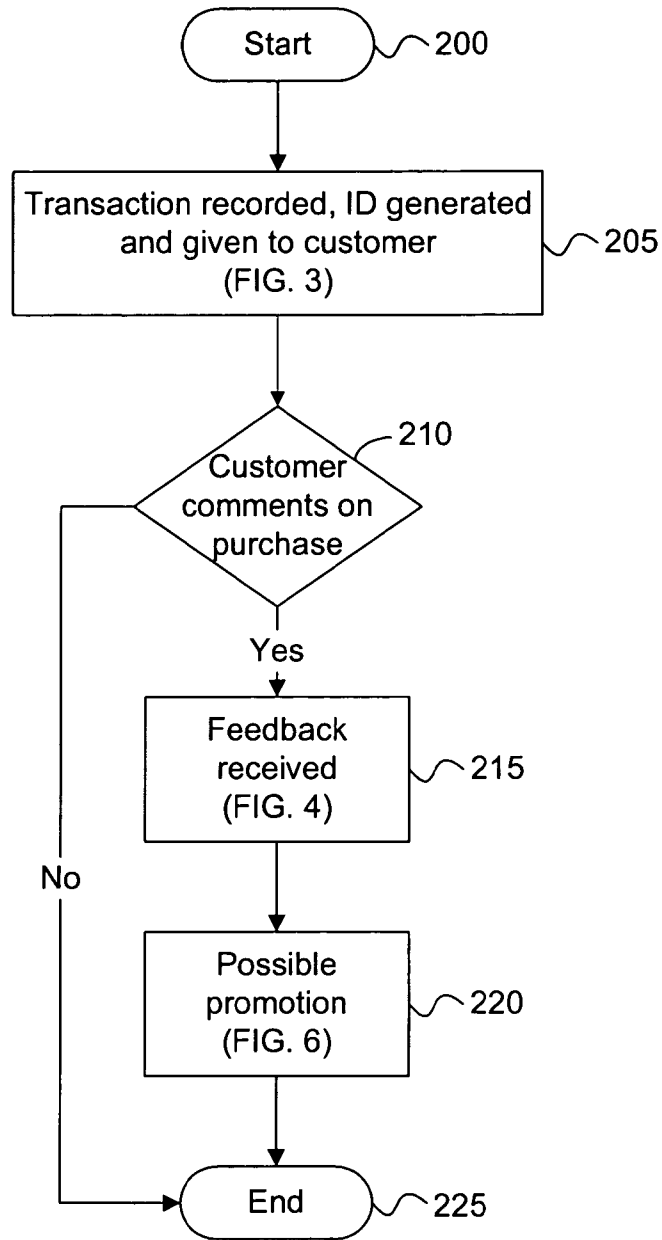 Start
200
Transaction recorded, ID generated
and given to customer
(FIG. 3)
205
210
Customer
comments on
purchase
Yes
Feedback
received
(FIG. 4)
215
No
Possible
promotion
(FIG. 6)
220
End
225